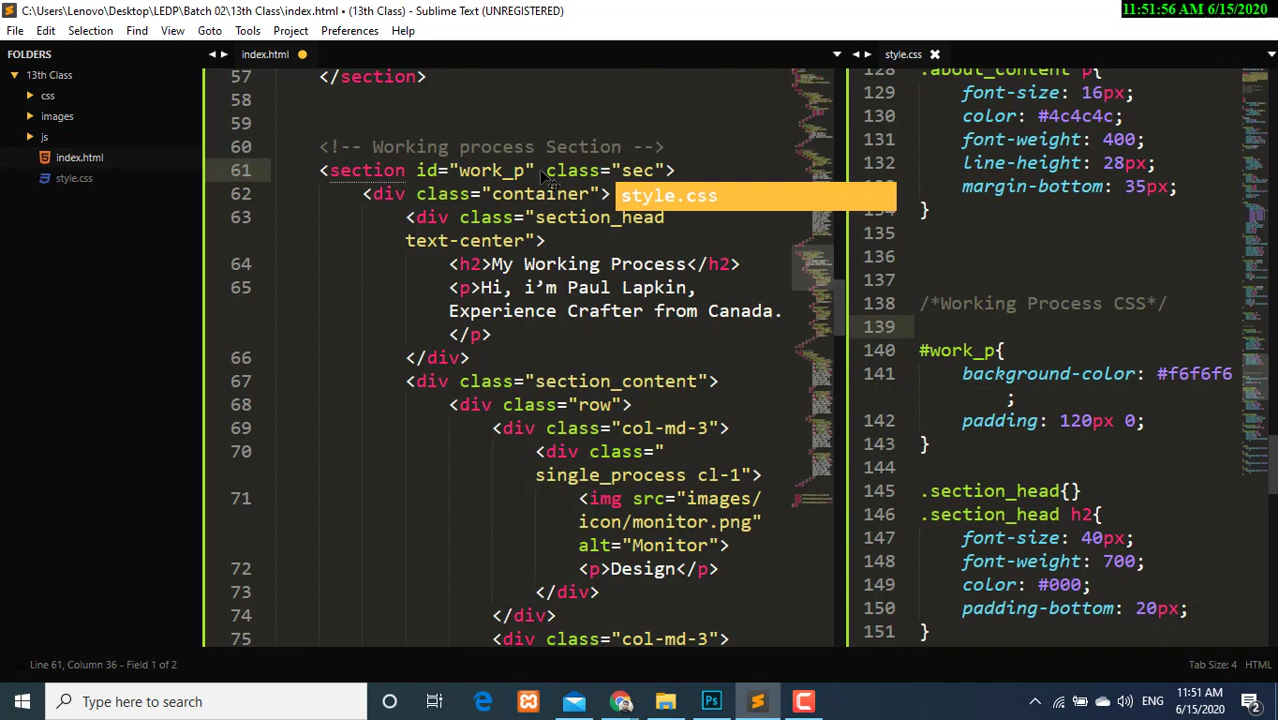 C:\Users\Lenovo\Desktop\LEDP\Batch 02\13th Class\index.html • (13th Class) - Sublime Text (UNREGISTERED)
11:51:56 AM 6/15/2020
File Edit Selection Find View Goto Tools Project Preferences Help
FOLDERS
13th Class
css
images
js
index.html
style.css
index.html
57 </section>
58
59
60 <!-- Working process Section -->
61 <section id="work_p" class="sec">
62 <div class="container">
style.css
63 <div class="section_head
text-center">
64 <h2>My Working Process</h2>
65 <p>Hi, i’m Paul Lapkin,
Experience Crafter from Canada.
</p>
66 </div>
67 <div class="section_content">
68 <div class="row">
69 <div class="col-md-3">
70 <div class="
single_process cl-1">
71 <img src="images/
icon/monitor.png"
alt="Monitor">
72 <p>Design</p>
73 </div>
74 </div>
75 <div class="col-md-3">
style.css
128 .about_content p{
129 font-size: 16px;
130 color: #4c4c4c;
131 font-weight: 400;
132 line-height: 28px;
133 margin-bottom: 35px;
134 }
135
136
137
138 /*Working Process CSS*/
139
140 #work_p{
141 background-color: #f6f6f6
;
142 padding: 120px 0;
143 }
144
145 .section_head{}
146 .section_head h2{
147 font-size: 40px;
148 font-weight: 700;
149 color: #000;
150 padding-bottom: 20px;
151 }
Line 61, Column 36 - Field 1 of 2
Tab Size: 4 HTML
Type here to search
Ps
ENG
11:51 AM
6/15/2020
2